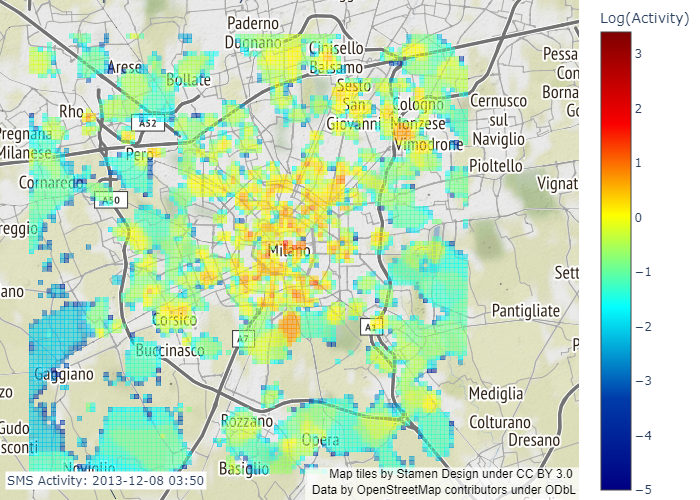 Log(Activity)
3
2
1
0
−1
−2
−3
−4
−5
Paderno
Dugnano
Cinisello
Balsamo
Arese
Bollate
Sesto
San
Giovanni
Cologno
Monzese
Vimodrone
Cernusco
sul
Naviglio
Pessa
Borna
Rho
A52
Pregnana
Milanese
Pero
Pioltello
Cornaredo
A50
Vignat
reggio
Milano
Sett
ano
Pantigliate
Corsico
A7
A1
Buccinasco
Gaggiano
Mediglia
Colturano
Dresano
Rozzano
Opera
Gudo
sconti
Basiglio
Noviglio
SMS Activity: 2013-12-08 03:50
Map tiles by Stamen Design under CC BY 3.0
Data by OpenStreetMap contributors under ODbL